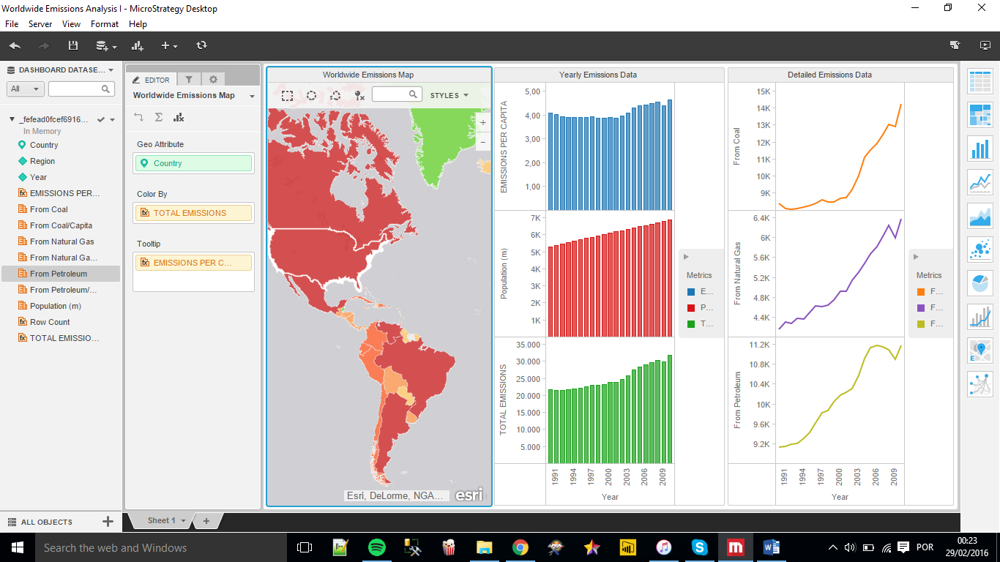 Worldwide Emissions Analysis I - MicroStrategy Desktop
File Server View Format Help
DASHBOARD DATASE...
All
_fefead0fcef6916...
In Memory
Country
Region
Year
EMISSIONS PER...
From Coal
From Coal/Capita
From Natural Gas
From Natural Ga...
From Petroleum
From Petroleum/...
Population (m)
Row Count
TOTAL EMISSIO...
ALL OBJECTS
EDITOR
Worldwide Emissions Map
Geo Attribute
Country
Color By
TOTAL EMISSIONS
Tooltip
EMISSIONS PER C...
Worldwide Emissions Map
STYLES
+
−
Esri, DeLorme, NGA...
esri
Yearly Emissions Data
EMISSIONS PER CAPITA
5,00
4,00
3,00
2,00
1,00
Population (m)
7K
6K
5K
4K
3K
2K
1K
TOTAL EMISSIONS
35.000
30.000
25.000
20.000
15.000
10.000
5.000
1991 1994 1997 2000 2003 2006 2009
Year
Metrics
E...
P...
T...
Detailed Emissions Data
From Coal
15K
14K
13K
12K
11K
10K
9K
From Natural Gas
6.4K
6K
5.6K
5.2K
4.8K
4.4K
From Petroleum
11.2K
10.8K
10.4K
10K
9.6K
9.2K
1991 1994 1997 2000 2003 2006 2009
Year
Metrics
F...
F...
F...
E
Sheet 1
+
Search the web and Windows
POR
00:23
29/02/2016